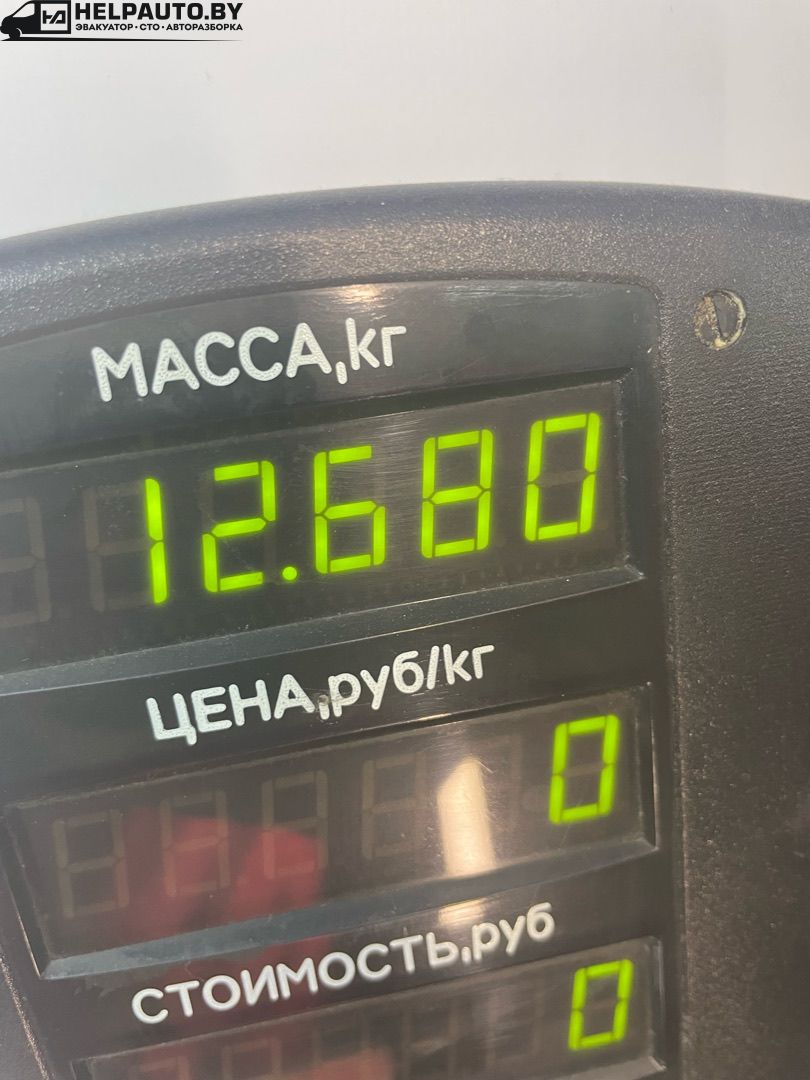 HELPAUTO.BY
ЭВАКУАТОР • СТО • АВТОРАЗБОРКА
МАССА,кг
12.680
ЦЕНА,руб/кг
0
СТОИМОСТЬ,руб
0